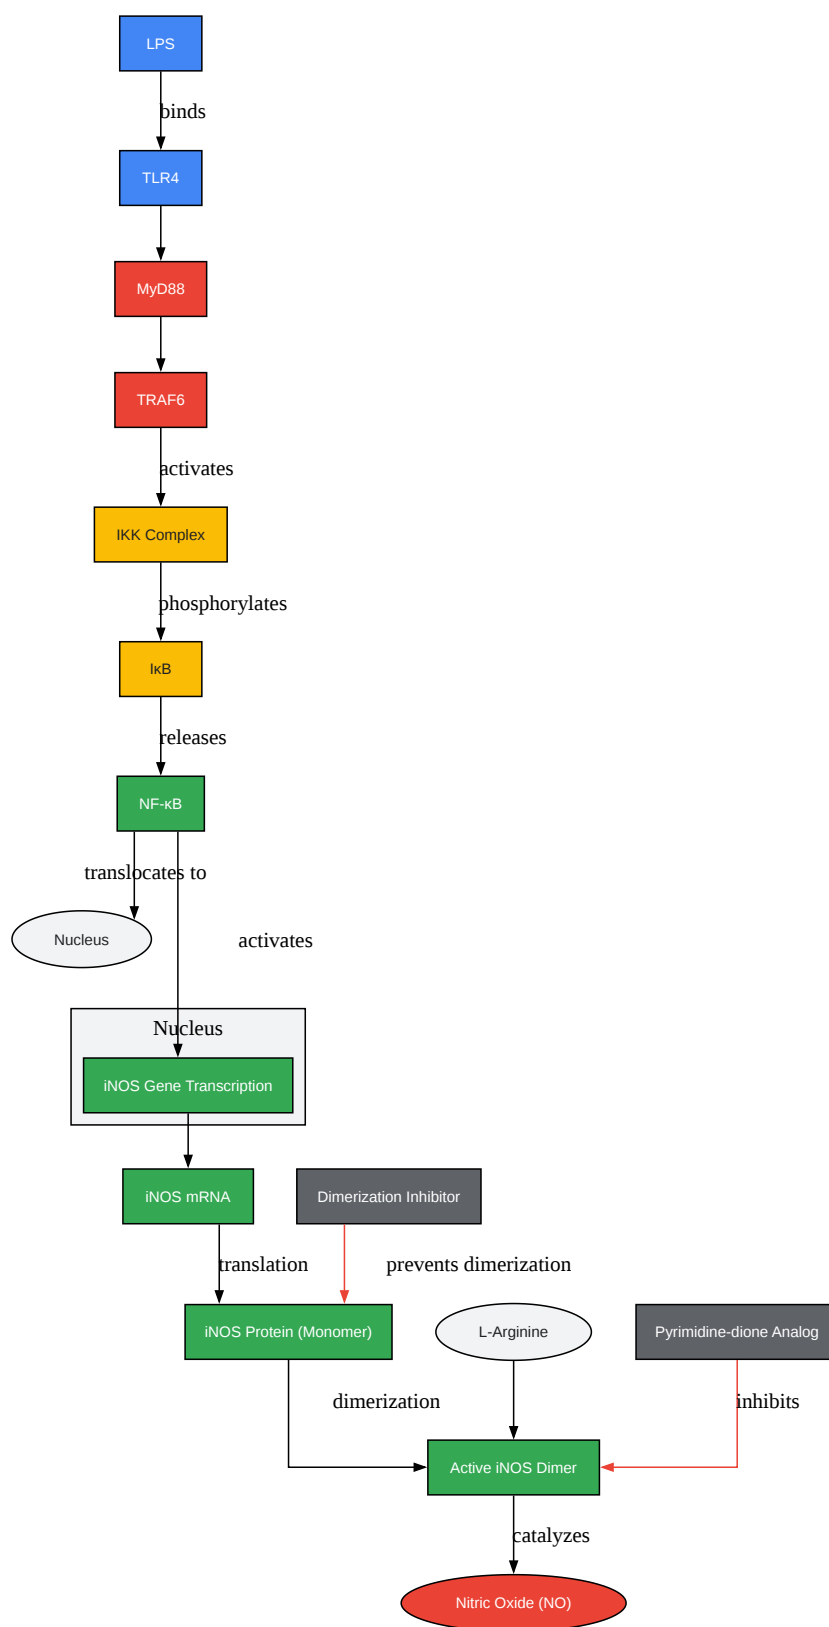 LPS
binds
TLR4
MyD88
TRAF6
activates
IKK Complex
phosphorylates
IκB
releases
NF-κB
translocates to
Nucleus
activates
Nucleus
iNOS Gene Transcription
iNOS mRNA
Dimerization Inhibitor
translation
prevents dimerization
iNOS Protein (Monomer)
L-Arginine
Pyrimidine-dione Analog
dimerization
inhibits
Active iNOS Dimer
catalyzes
Nitric Oxide (NO)